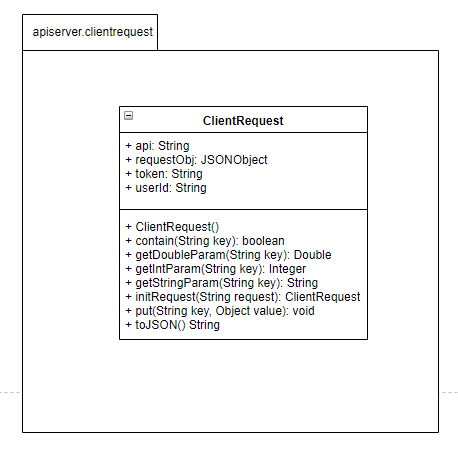 apiserver.clientrequest
ClientRequest
+ api: String
+ requestObj: JSONObject
+ token: String
+ userId: String
+ ClientRequest()
+ contain(String key): boolean
+ getDoubleParam(String key): Double
+ getIntParam(String key): Integer
+ getStringParam(String key): String
+ initRequest(String request): ClientRequest
+ put(String key, Object value): void
+ toJSON() String